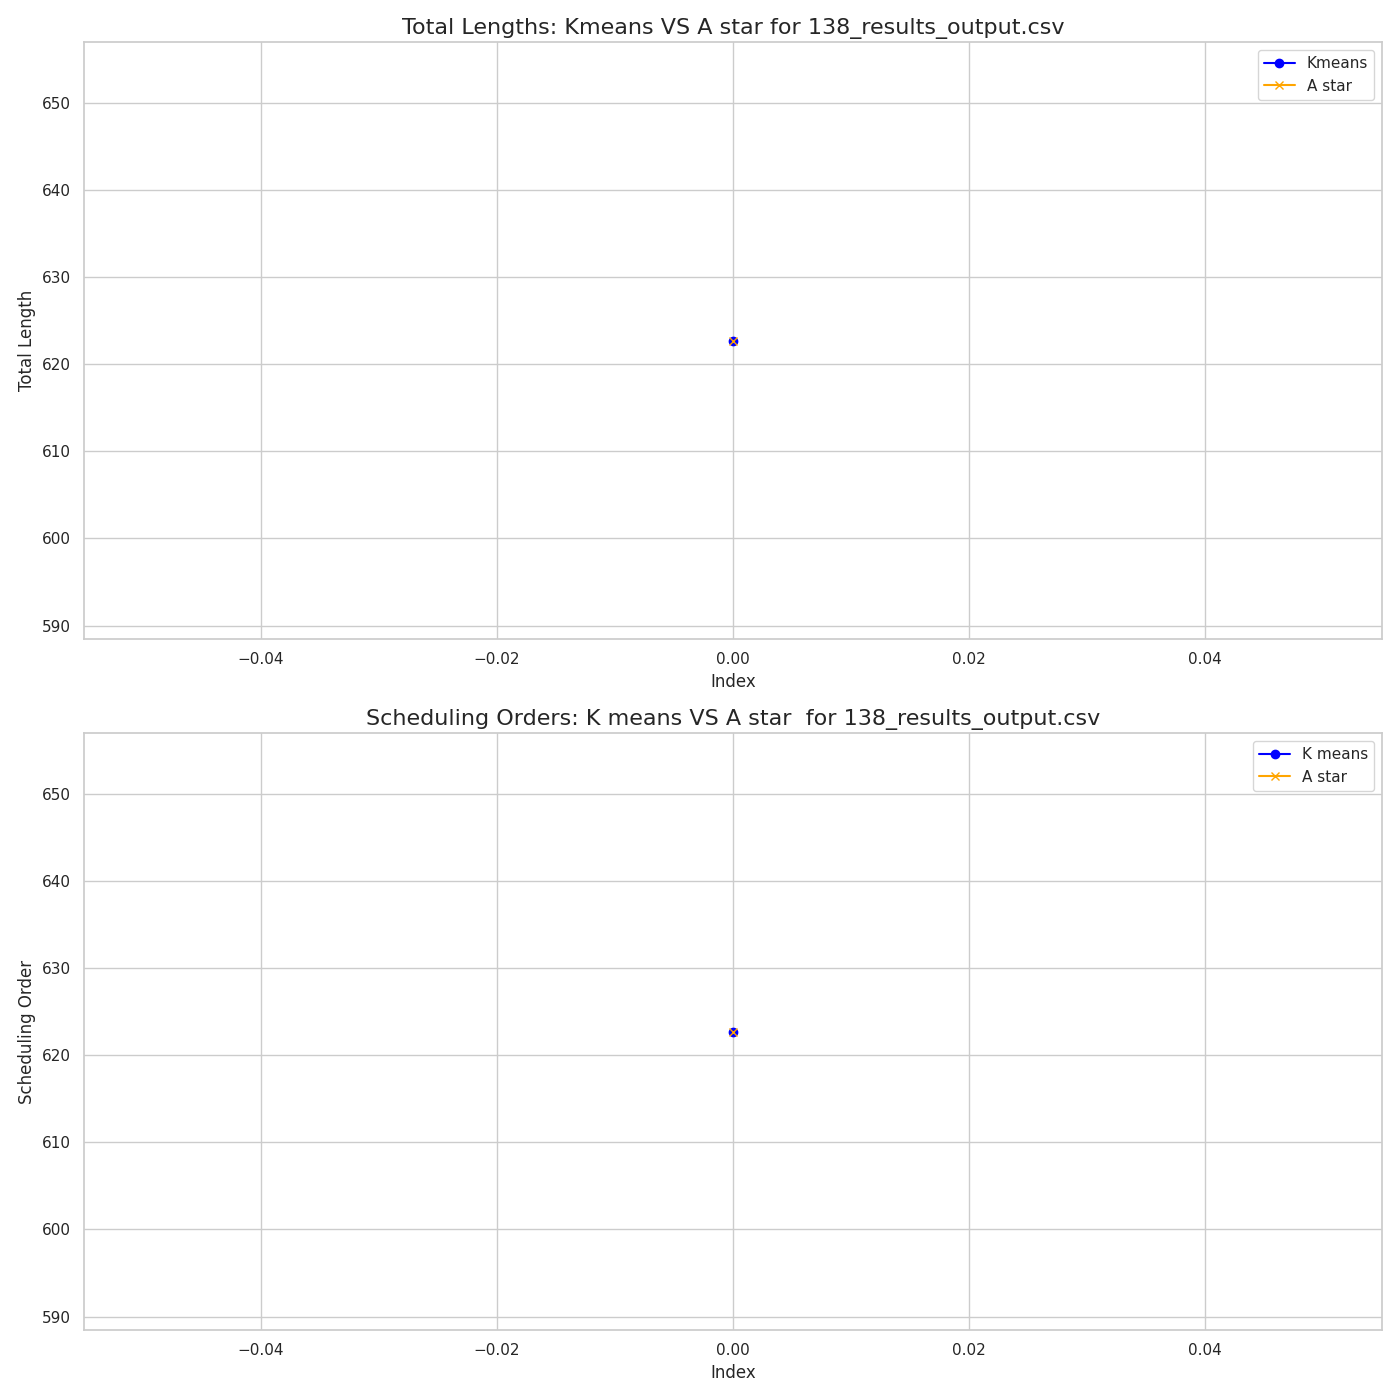 Total Lengths: Kmeans VS A star for 138_results_output.csv
Kmeans
A star
650
640
630
620
610
600
590
Total Length
−0.04
−0.02
0.00
0.02
0.04
Index
Scheduling Orders: K means VS A star  for 138_results_output.csv
K means
A star
650
640
630
620
610
600
590
Scheduling Order
−0.04
−0.02
0.00
0.02
0.04
Index